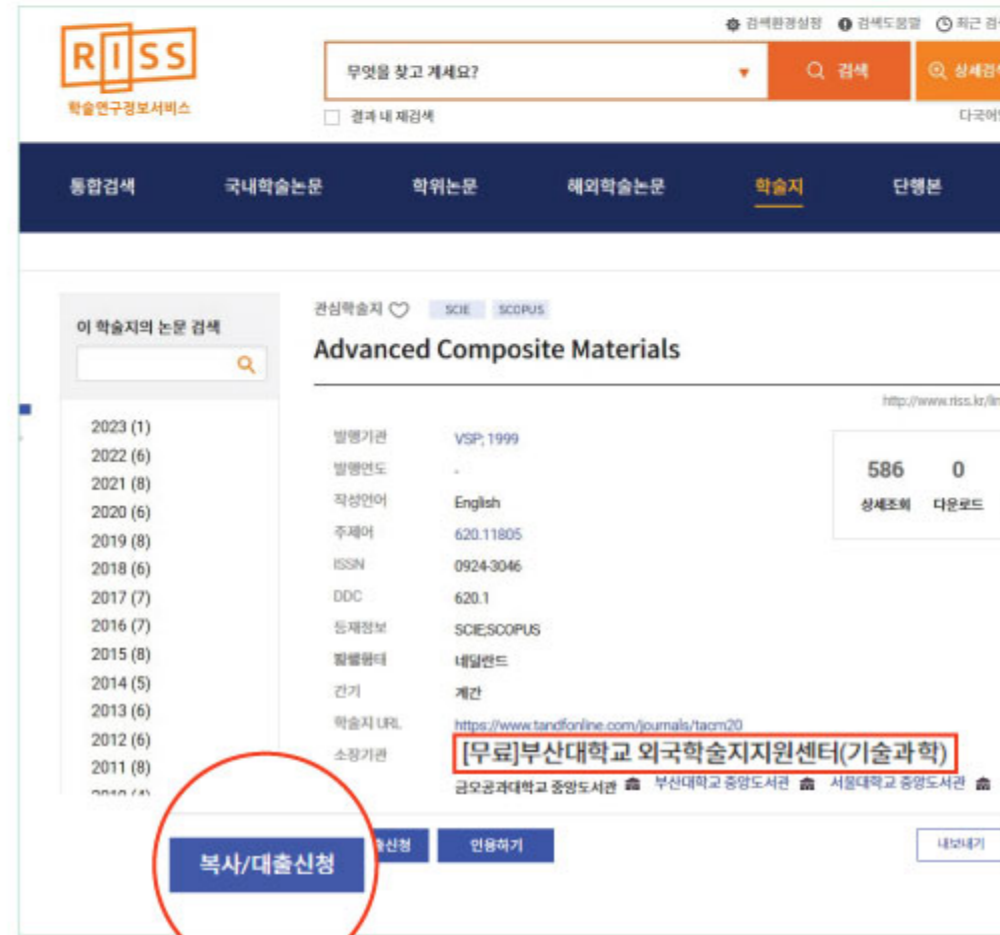 검색환경설정 검색도움말 최근 검색
RISS
학술연구정보서비스
무엇을 찾고 계세요?
검색
상세검색
결과 내 재검색
다국어
통합검색 국내학술논문 학위논문 해외학술논문 학술지 단행본
이 학술지의 논문 검색
관심학술지 SCIE SCOPUS
Advanced Composite Materials
http://www.riss.kr/lin
2023 (1)
2022 (6)
2021 (8)
2020 (6)
2019 (8)
2018 (6)
2017 (7)
2016 (7)
2015 (8)
2014 (5)
2013 (6)
2012 (6)
2011 (8)
2010 (4)
발행기관 VSP; 1999
발행연도 -
작성언어 English
주제어 620.11805
ISSN 0924-3046
DDC 620.1
등재정보 SCIE;SCOPUS
네덜란드
간기 계간
학술지 URL https://www.tandfonline.com/journals/tacm20
소장기관 [무료]부산대학교 외국학술지지원센터(기술과학)
금오공과대학교 중앙도서관 부산대학교 중앙도서관 서울대학교 중앙도서관
586 0
상세조회 다운로드
복사/대출신청
출신청
인용하기
내보내기